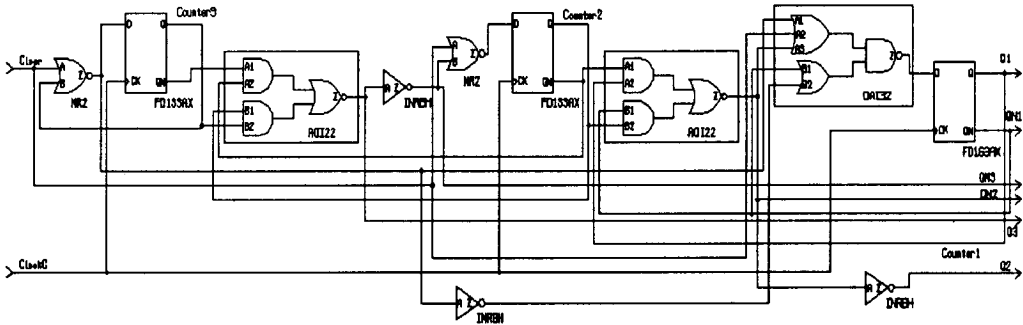 Clear
A
B
Z
NR2
Counter3
D
Q
CK
QN
FD1S3AX
A1
A2
B1
B2
Z
AOI22
A
Z
INRBH
A
B
Z
NR2
Counter2
D
Q
CK
QN
FD1S3AX
A1
A2
B1
B2
Z
AOI22
A1
A2
A3
B1
B2
Z
OAI32
D
Q
CK
QN
FD1S3AX
Q1
QN1
QN3
QN2
Q3
Counter1
Q2
A
Z
INRBH
ClockG
A
Z
INRBH